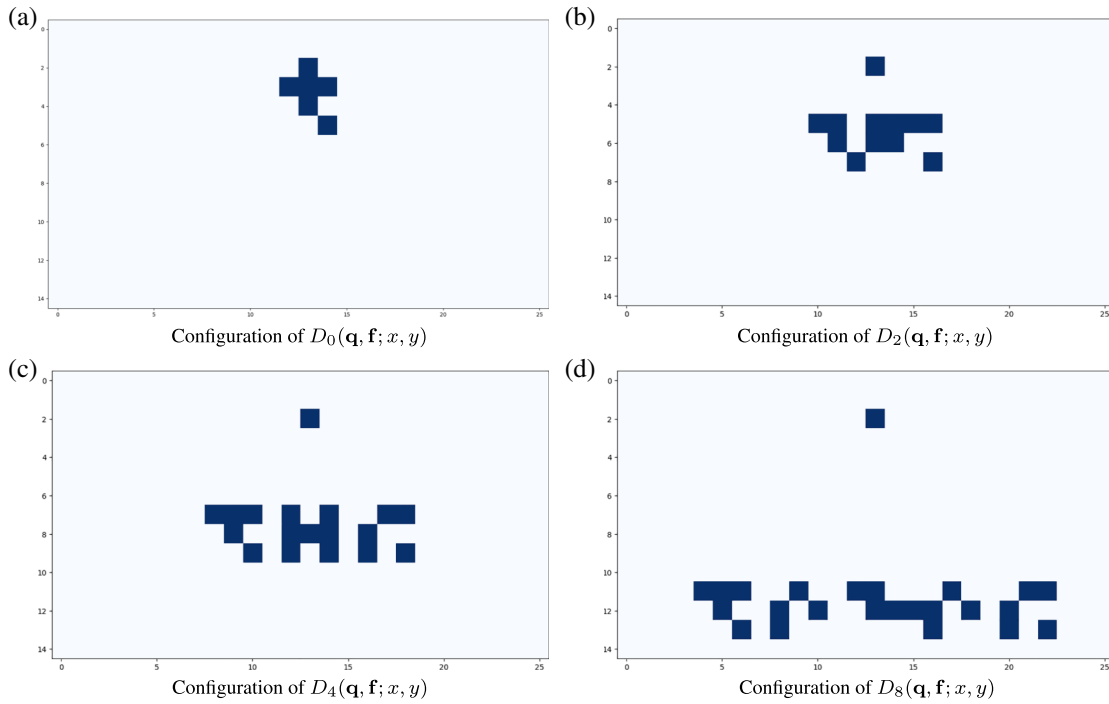 (a)
0
2
4
6
8
10
12
14
0 5 10 15 20 25
Configuration of D₀(q, f; x, y)
(b)
0
2
4
6
8
10
12
14
0 5 10 15 20 25
Configuration of D₂(q, f; x, y)
(c)
0
2
4
6
8
10
12
14
0 5 10 15 20 25
Configuration of D₄(q, f; x, y)
(d)
0
2
4
6
8
10
12
14
0 5 10 15 20 25
Configuration of D₈(q, f; x, y)